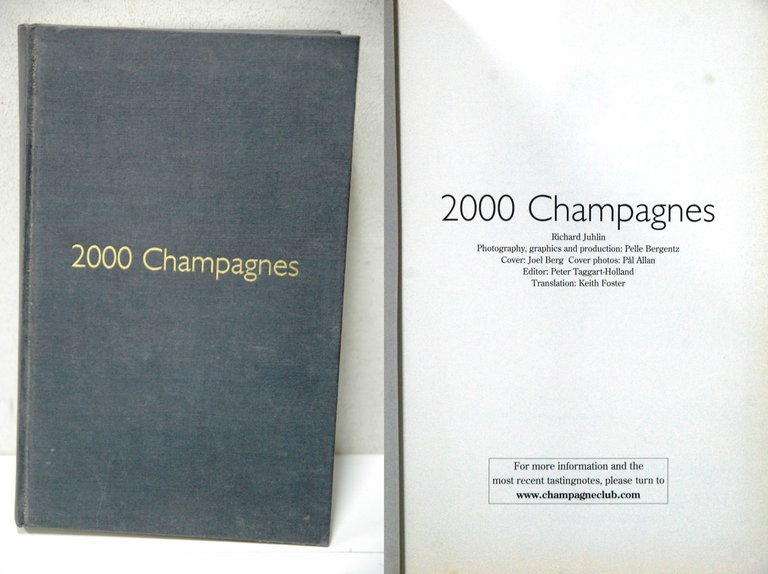 2000 Champagnes
2000 Champagnes
Richard Juhlin
Photography, graphics and production: Pelle Bergentz
Cover: Joel Berg Cover photos: Pål Allan
Editor: Peter Taggart-Holland
Translation: Keith Foster
For more information and the
most recent tastingnotes, please turn to
www.champagneclub.com